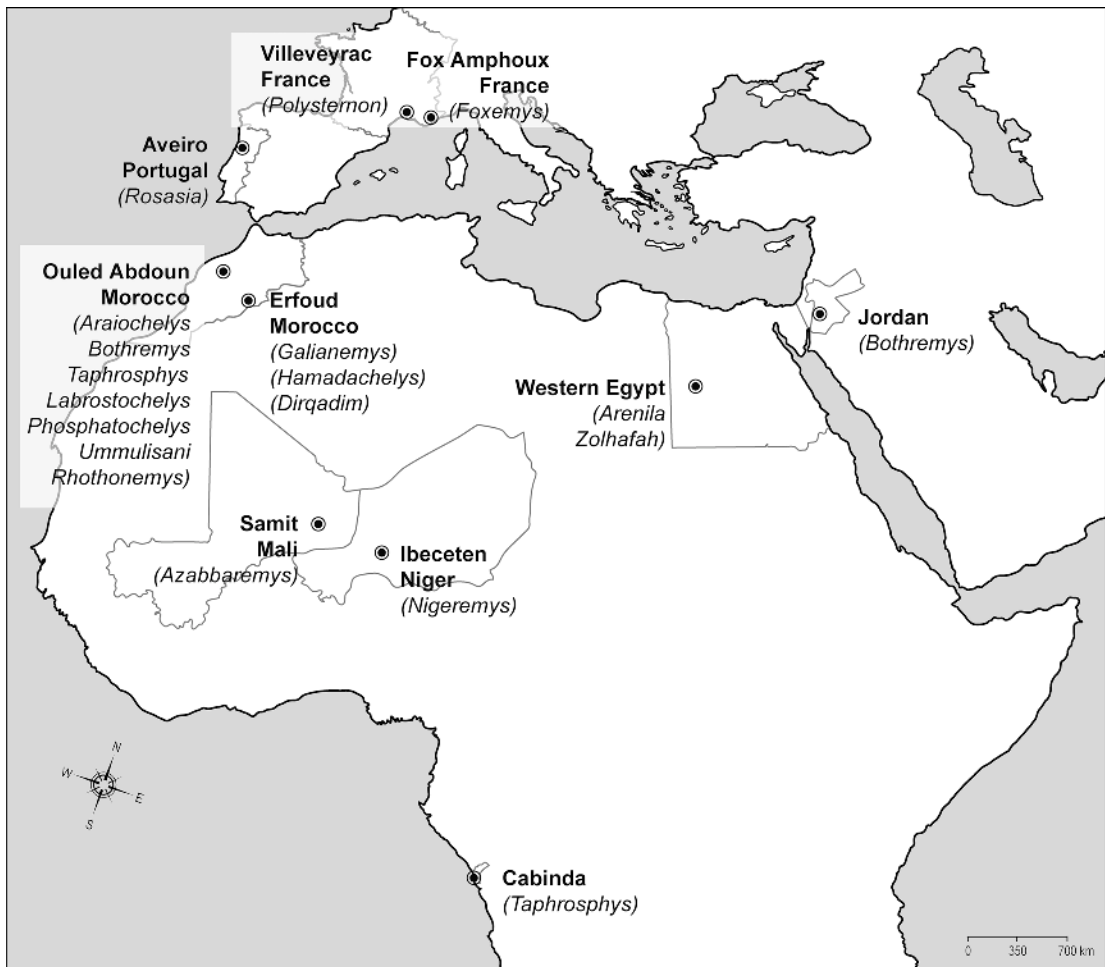 Villeveyrac
France
(Polysternon)
Fox Amphoux
France
(Foxemys)
Aveiro
Portugal
(Rosasia)
Ouled Abdoun
Morocco
(Araiochelys
Bothremys
Taphrosphys
Labrostochelys
Phosphatochelys
Ummulisani
Rhothonemys)
Erfoud
Morocco
(Galianemys)
(Hamadachelys)
(Dirqadim)
Jordan
(Bothremys)
Western Egypt
(Arenila
Zolhafah)
Samit
Mali
(Azabbaremys)
Ibeceten
Niger
(Nigeremys)
N
W
E
S
Cabinda
(Taphrosphys)
0 350 700 km